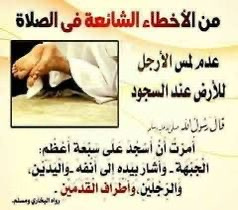 من الأخطاء الشائعة فى الصلاة
عدم لمس الأرجل
للأرض عند السجود
قال رسول الله صلى الله عليه وسلم
أمرت أن أسجد على سبعة أعظم:
الجبهة - وأشار بيده إلى أنفه - واليدين،
والرجلين، وأطراف القدمين.
رواه البخاري ومسلم.